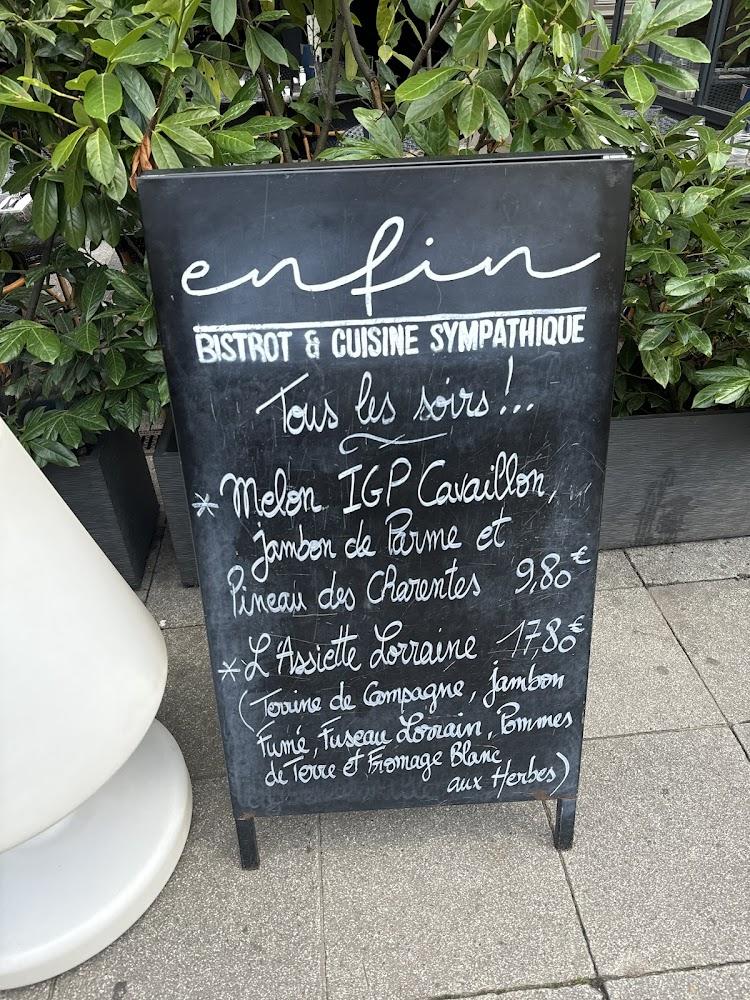 enfin
BISTROT & CUISINE SYMPATHIQUE
Tous les soirs !...
* Melon IGP Cavaillon,
jambon de Parme et
Pineau des Charentes 9,80€
* L'Assiette Lorraine 17,80€
(Terrine de Campagne, jambon
Fumé, Fuseau Lorrain, Pommes
de Terre et Fromage Blanc
aux Herbes)